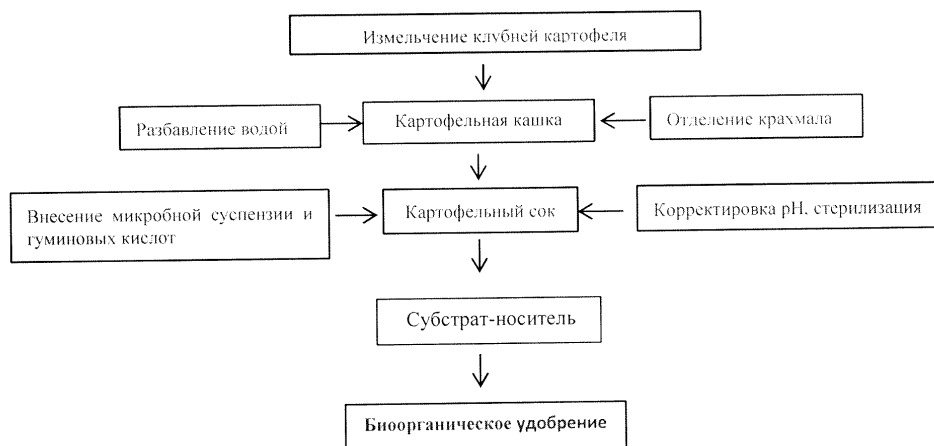 Измельчение клубней картофеля
Разбавление водой
Картофельная кашка
Отделение крахмала
Внесение микробной суспензии и
гуминовых кислот
Картофельный сок
Корректировка pH, стерилизация
Субстрат-носитель
Биоорганическое удобрение